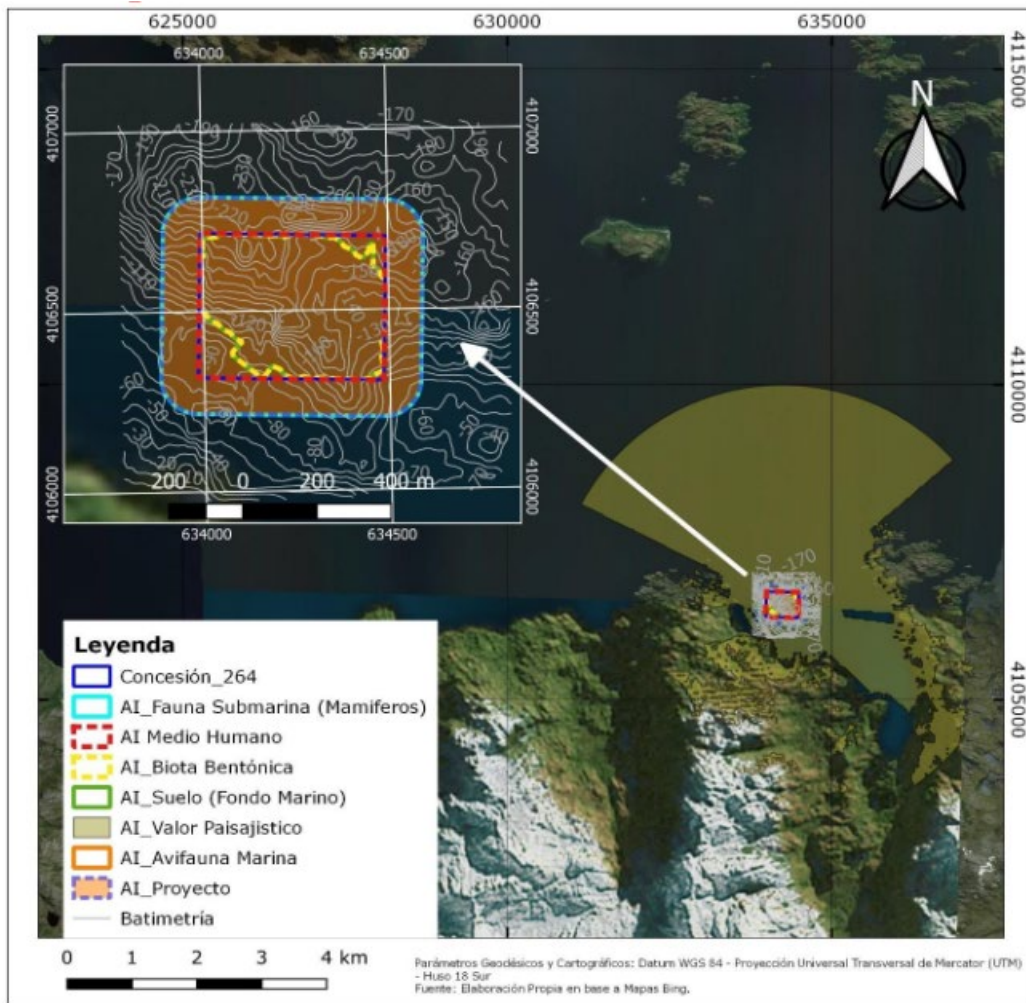 625000 630000 635000
634000 634500
4115000
N
4107000 4107000
4110000
4106500 4106500
4106000 4106000
200 0 200 400 m
634000 634500
4105000
Leyenda
Concesión_264
AI_Fauna Submarina (Mamiferos)
AI Medio Humano
AI_Biota Bentónica
AI_Suelo (Fondo Marino)
AI_Valor Paisajistico
AI_Avifauna Marina
AI_Proyecto
Batimetría
0 1 2 3 4 km
Parámetros Geodésicos y Cartográficos: Datum WGS 84 - Proyección Universal Transversal de Mercator (UTM)
- Huso 18 Sur
Fuente: Elaboración Propia en base a Mapas Bing.